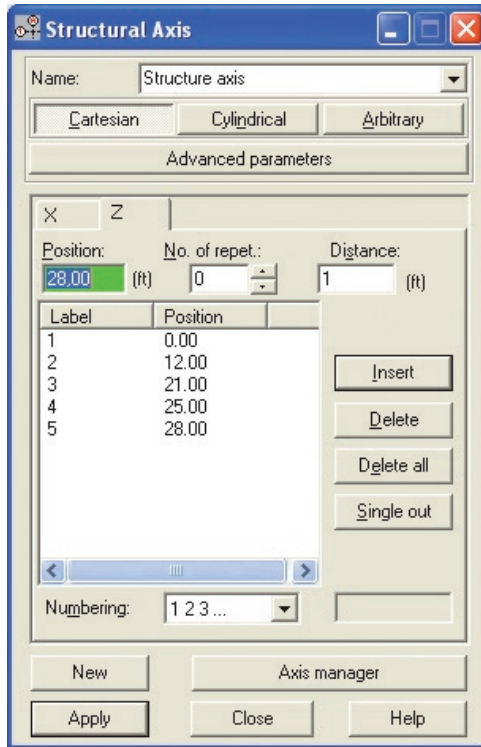 Structural Axis
Name: Structure axis
Cartesian Cylindrical Arbitrary
Advanced parameters
X Z
Position: No. of repet.: Distance:
28,00 (ft) 0 1 (ft)
Label Position
1 0.00
2 12.00
3 21.00
4 25.00
5 28.00
Insert
Delete
Delete all
Single out
Numbering: 1 2 3 ...
New Axis manager
Apply Close Help